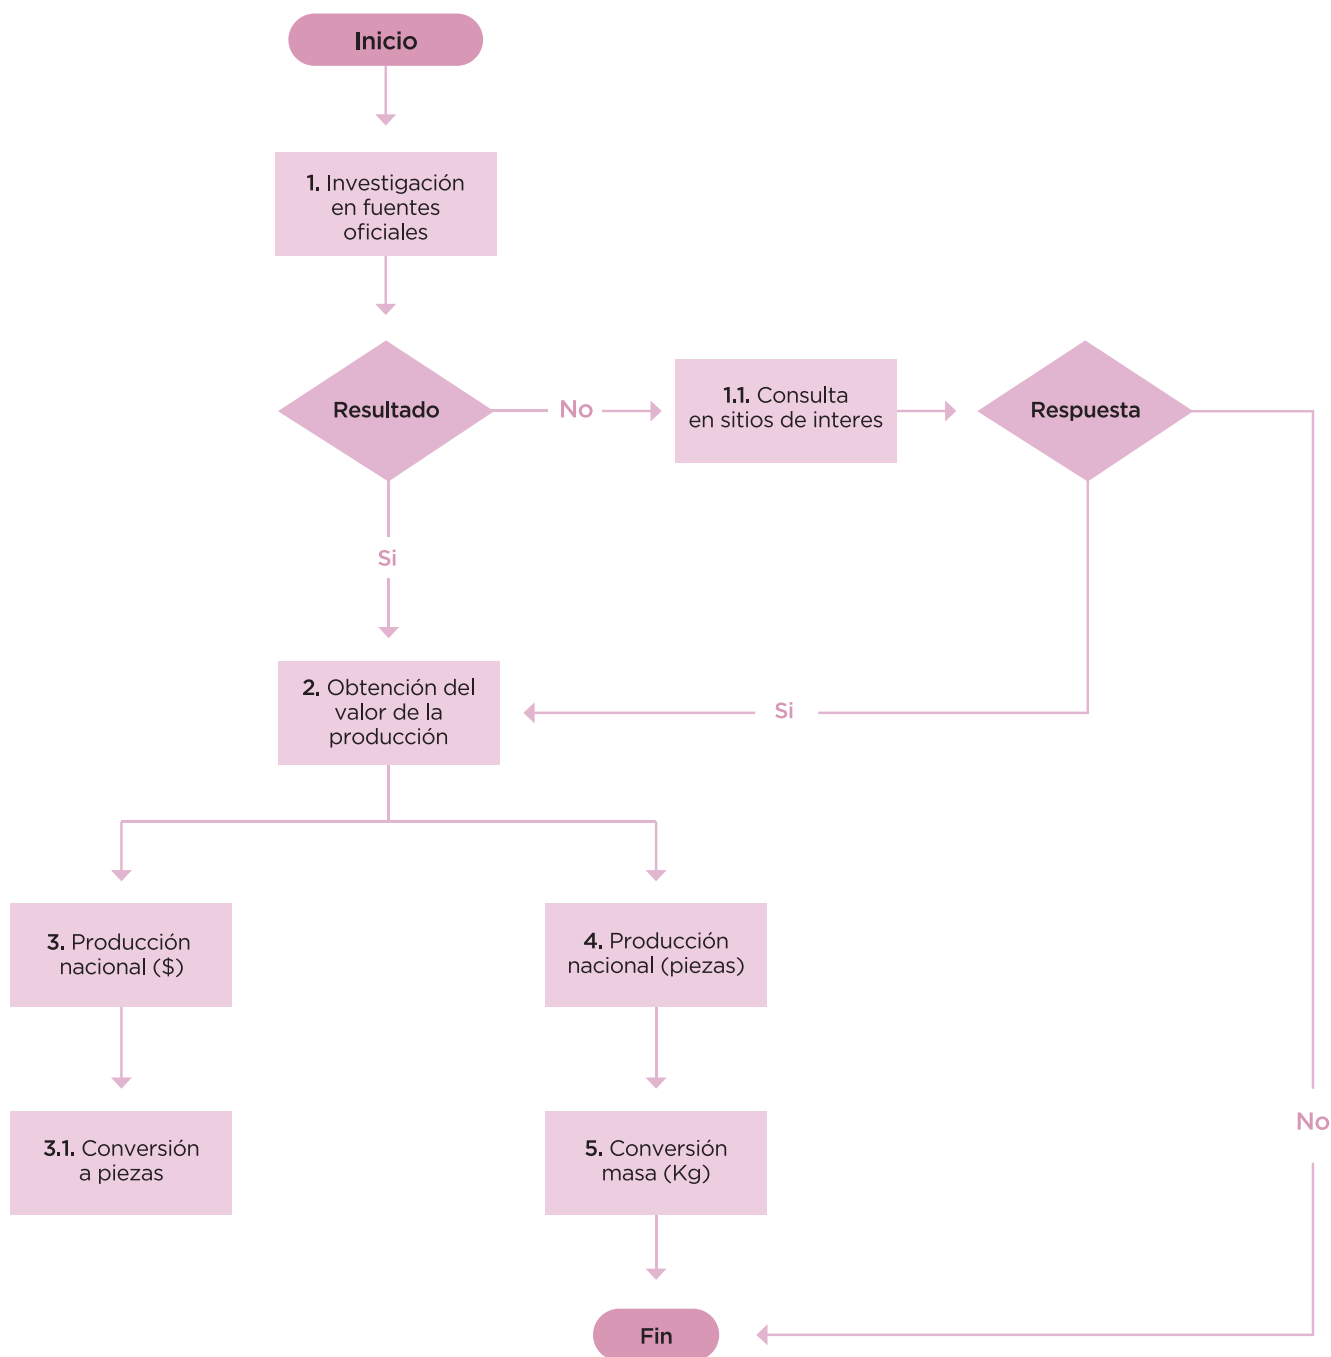 Inicio
1. Investigación
en fuentes
oficiales
Resultado
No
1.1. Consulta
en sitios de interes
Respuesta
Si
2. Obtención del
valor de la
producción
Si
3. Producción
nacional ($)
4. Producción
nacional (piezas)
3.1. Conversión
a piezas
5. Conversión
masa (Kg)
No
Fin